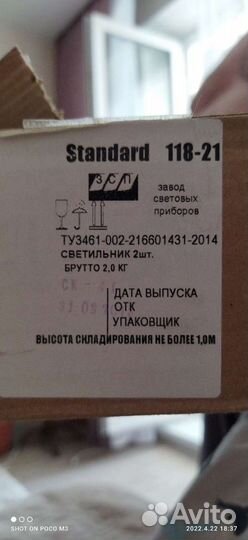 Standard 118-21
ЗСП
завод
световых
приборов
ТУ3461-002-216601431-2014
СВЕТИЛЬНИК 2шт.
БРУТТО 2,0 КГ
ДАТА ВЫПУСКА
ОТК
УПАКОВЩИК
ВЫСОТА СКЛАДИРОВАНИЯ НЕ БОЛЕЕ 1,0М
SHOT ON POCO M3
2022.4.22 18:37
Avito